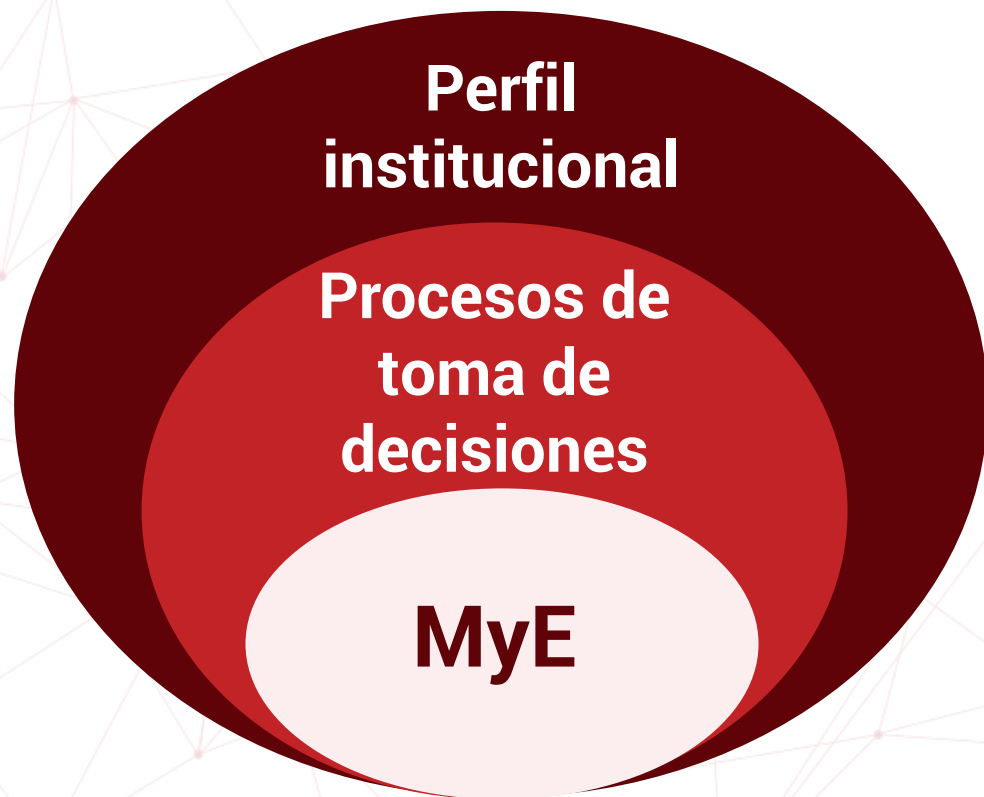 Perfil
institucional
Procesos de
toma de
decisiones
MyE